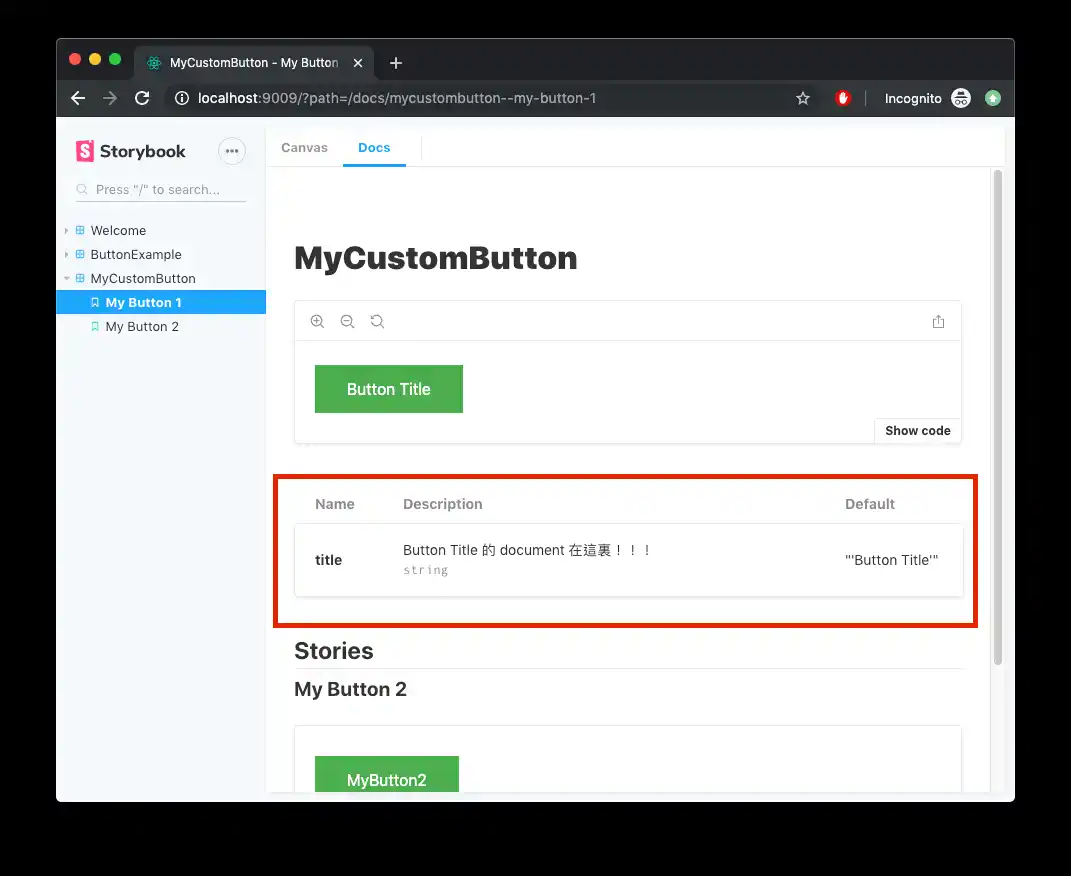 MyCustomButton - My Button
localhost:9009/?path=/docs/mycustombutton--my-button-1
Incognito
Storybook
Press "/" to search...
Welcome
ButtonExample
MyCustomButton
My Button 1
My Button 2
Canvas
Docs
MyCustomButton
Button Title
Show code
Name Description Default
title
Button Title 的 document 在這裏！！！
string
"'Button Title'"
Stories
My Button 2
MyButton2